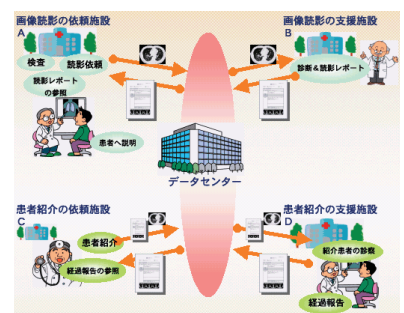 画像読影の依頼施設
A
検査
読影依頼
読影レポート
の参照
患者へ説明
画像読影の支援施設
B
診断&読影レポート
データセンター
患者紹介の依頼施設
C
患者紹介
経過報告の参照
患者紹介の支援施設
D
紹介患者の診察
経過報告